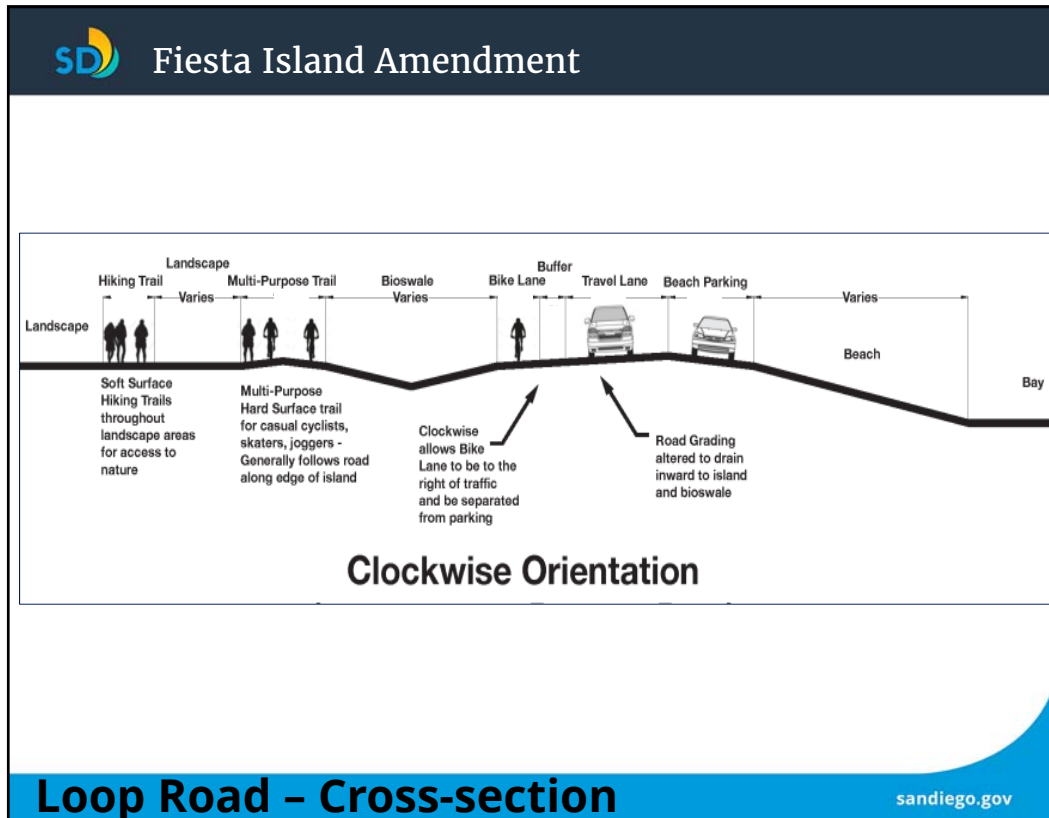 SD
Fiesta Island Amendment
Landscape
Hiking Trail
Landscape
Varies
Multi-Purpose Trail
Bioswale
Varies
Bike Lane
Buffer
Travel Lane
Beach Parking
Varies
Beach
Bay
Soft Surface
Hiking Trails
throughout
landscape areas
for access to
nature
Multi-Purpose
Hard Surface trail
for casual cyclists,
skaters, joggers -
Generally follows road
along edge of island
Clockwise
allows Bike
Lane to be to the
right of traffic
and be separated
from parking
Road Grading
altered to drain
inward to island
and bioswale
Clockwise Orientation
Loop Road – Cross-section
sandiego.gov